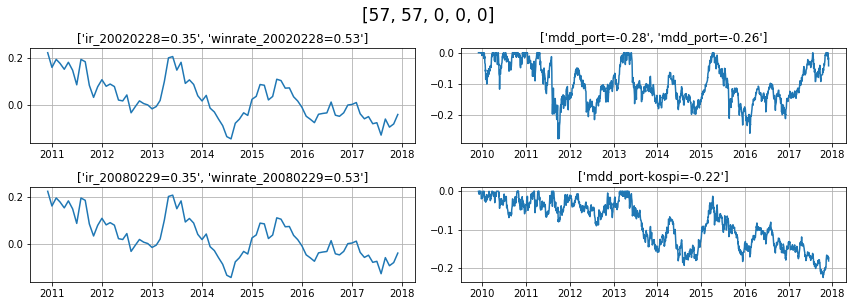 [57, 57, 0, 0, 0]
['ir_20020228=0.35', 'winrate_20020228=0.53']
0.2
0.0
2011 2012 2013 2014 2015 2016 2017 2018
['mdd_port=-0.28', 'mdd_port=-0.26']
0.0
−0.1
−0.2
2010 2011 2012 2013 2014 2015 2016 2017 2018
['ir_20080229=0.35', 'winrate_20080229=0.53']
0.2
0.0
2011 2012 2013 2014 2015 2016 2017 2018
['mdd_port-kospi=-0.22']
0.0
−0.1
−0.2
2010 2011 2012 2013 2014 2015 2016 2017 2018